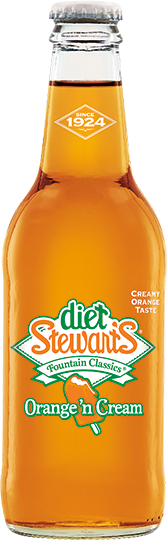 SINCE
1924
CREAMY
ORANGE
TASTE
diet
Stewart's
Fountain Classics®
Orange 'n Cream